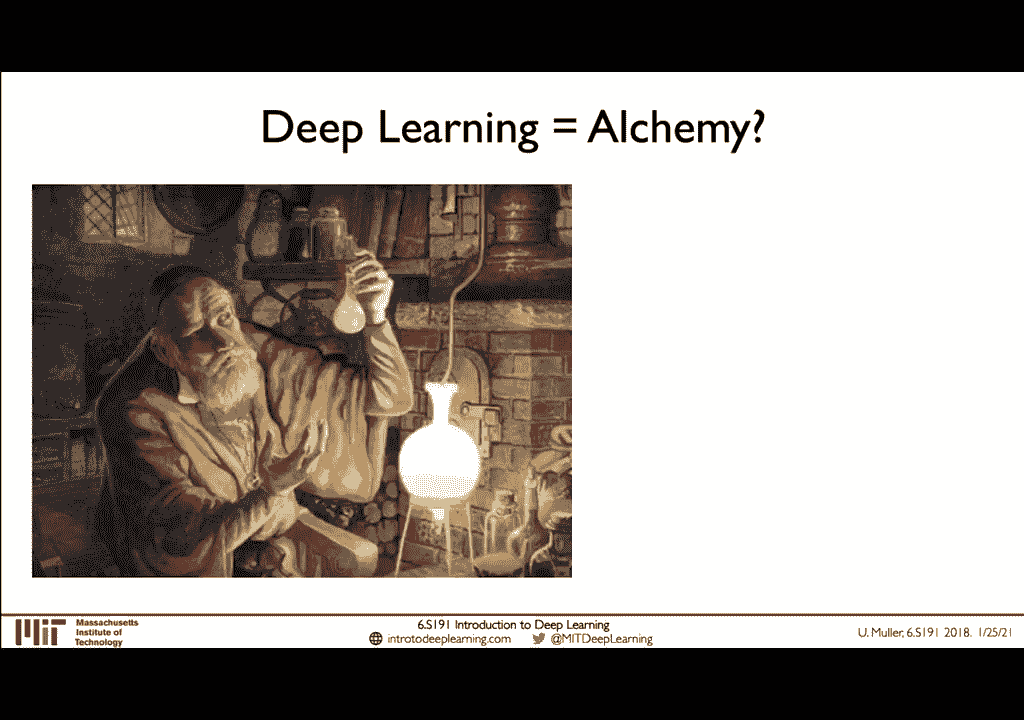 Deep Learning = Alchemy?
MIT
Massachusetts
Institute of
Technology
6.S191 Introduction to Deep Learning
introtodeeplearning.com @MITDeepLearning
U. Muller, 6.S191 2018. 1/25/21